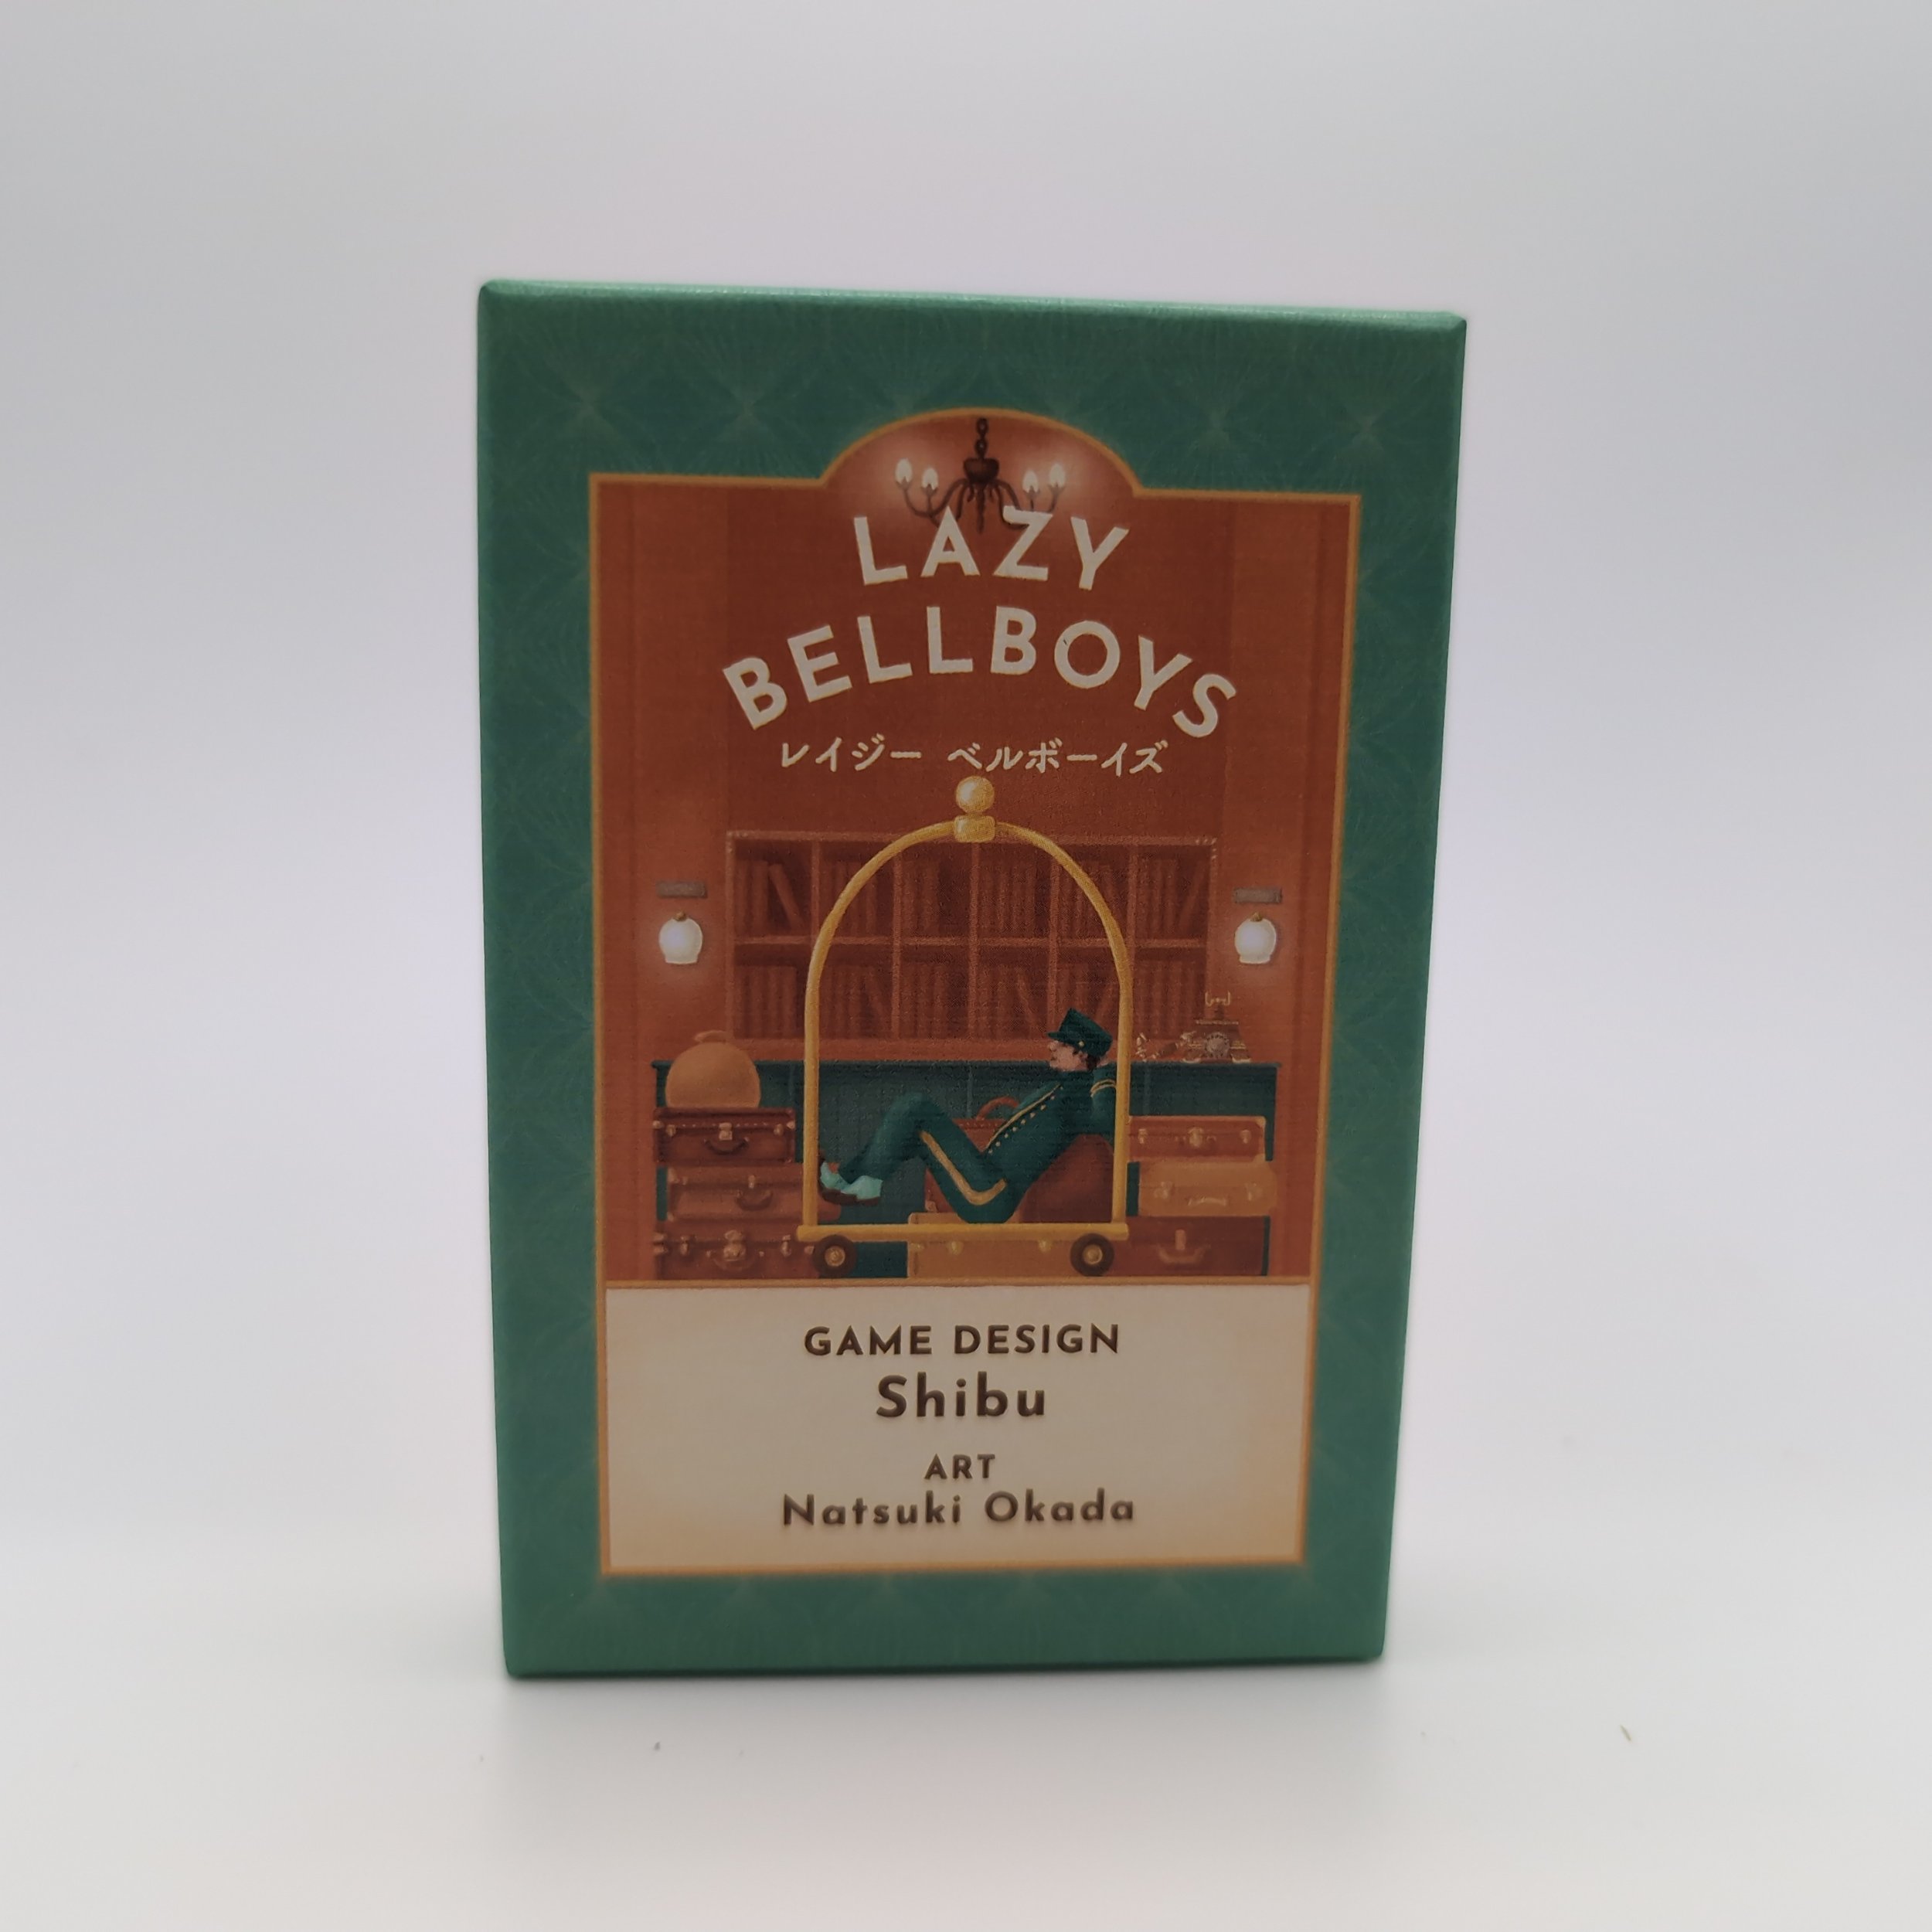 LAZY
BELLBOYS
レイジー ベルボーイズ
GAME DESIGN
Shibu
ART
Natsuki Okada